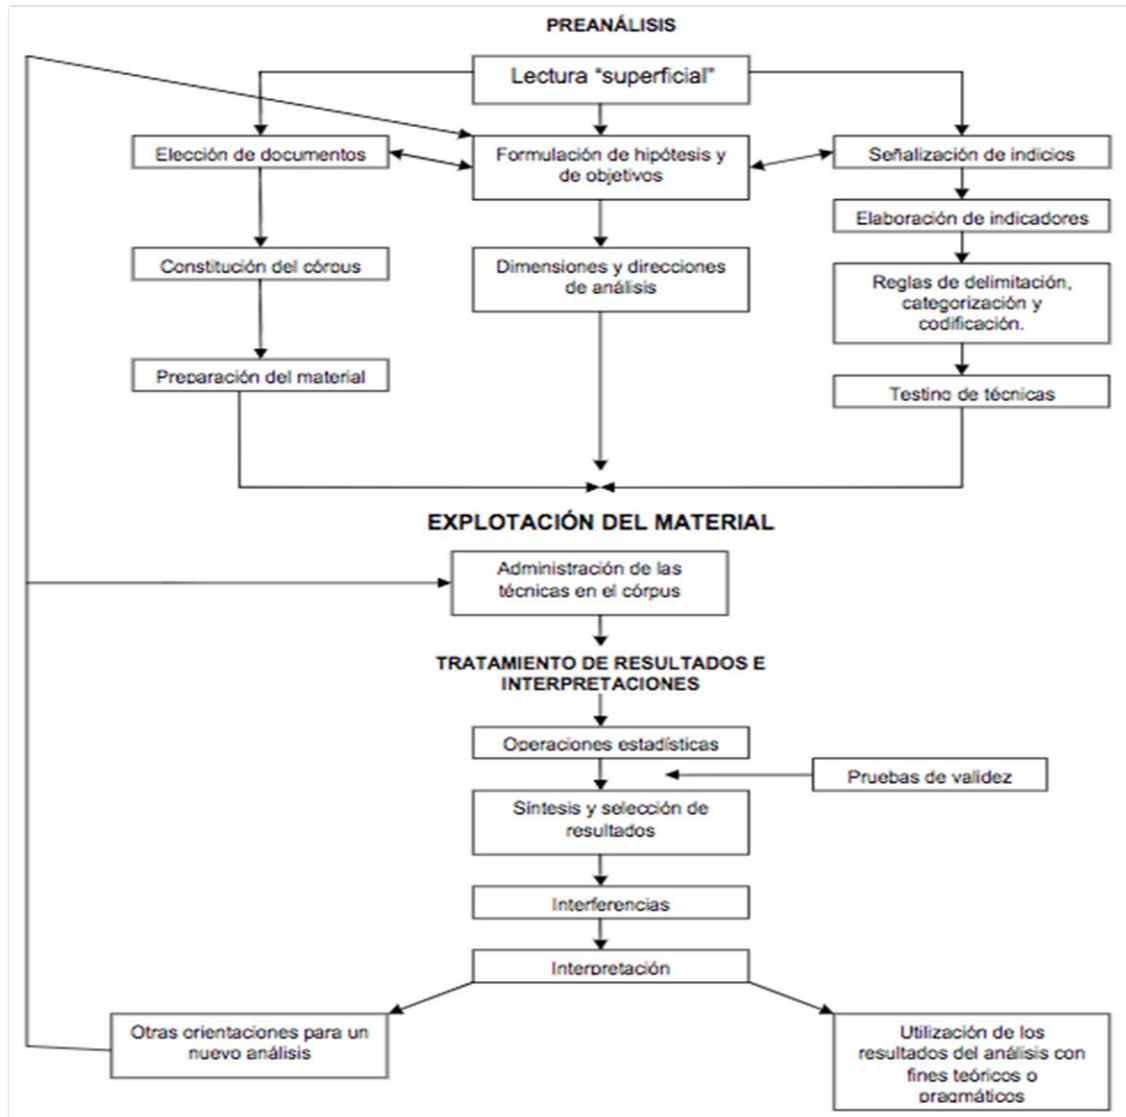 PREANÁLISIS
Lectura “superficial”
Elección de documentos
Formulación de hipótesis y
de objetivos
Señalización de indicios
Elaboración de indicadores
Constitución del córpus
Dimensiones y direcciones
de análisis
Reglas de delimitación,
categorización y
codificación.
Preparación del material
Testing de técnicas
EXPLOTACIÓN DEL MATERIAL
Administración de las
técnicas en el córpus
TRATAMIENTO DE RESULTADOS E
INTERPRETACIONES
Operaciones estadísticas
Pruebas de validez
Síntesis y selección de
resultados
Interferencias
Interpretación
Otras orientaciones para un
nuevo análisis
Utilización de los
resultados del análisis con
fines teóricos o
pragmáticos